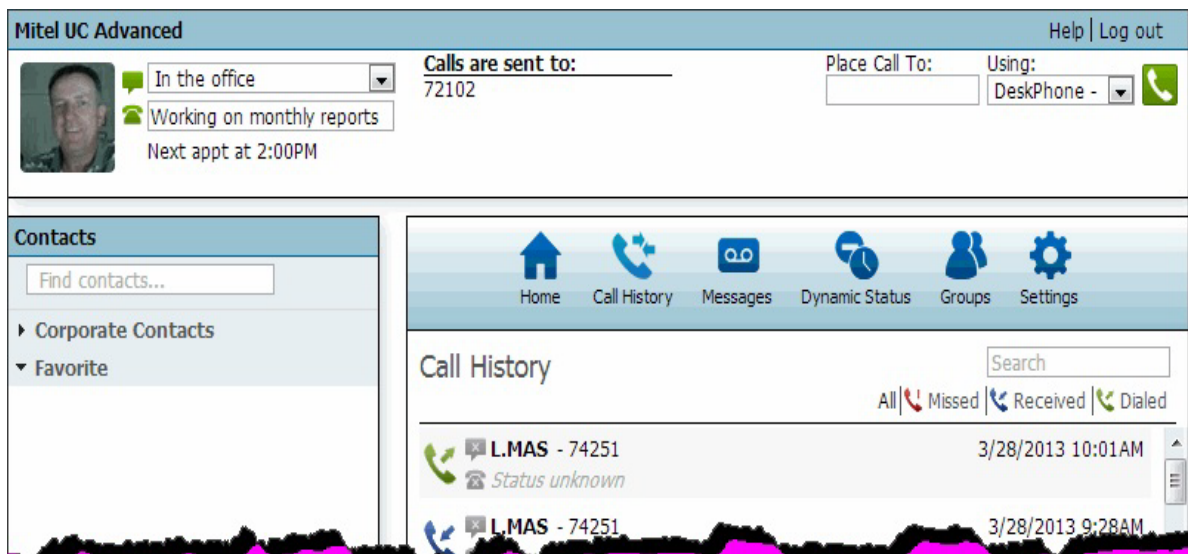 Mitel UC Advanced
Help | Log out
In the office
Working on monthly reports
Next appt at 2:00PM
Calls are sent to:
72102
Place Call To:
Using:
DeskPhone -
Contacts
Find contacts...
Corporate Contacts
Favorite
Home
Call History
Messages
Dynamic Status
Groups
Settings
Call History
Search
All | Missed | Received | Dialed
L.MAS - 74251
3/28/2013 10:01AM
Status unknown
L.MAS - 74251
3/28/2013 9:28AM